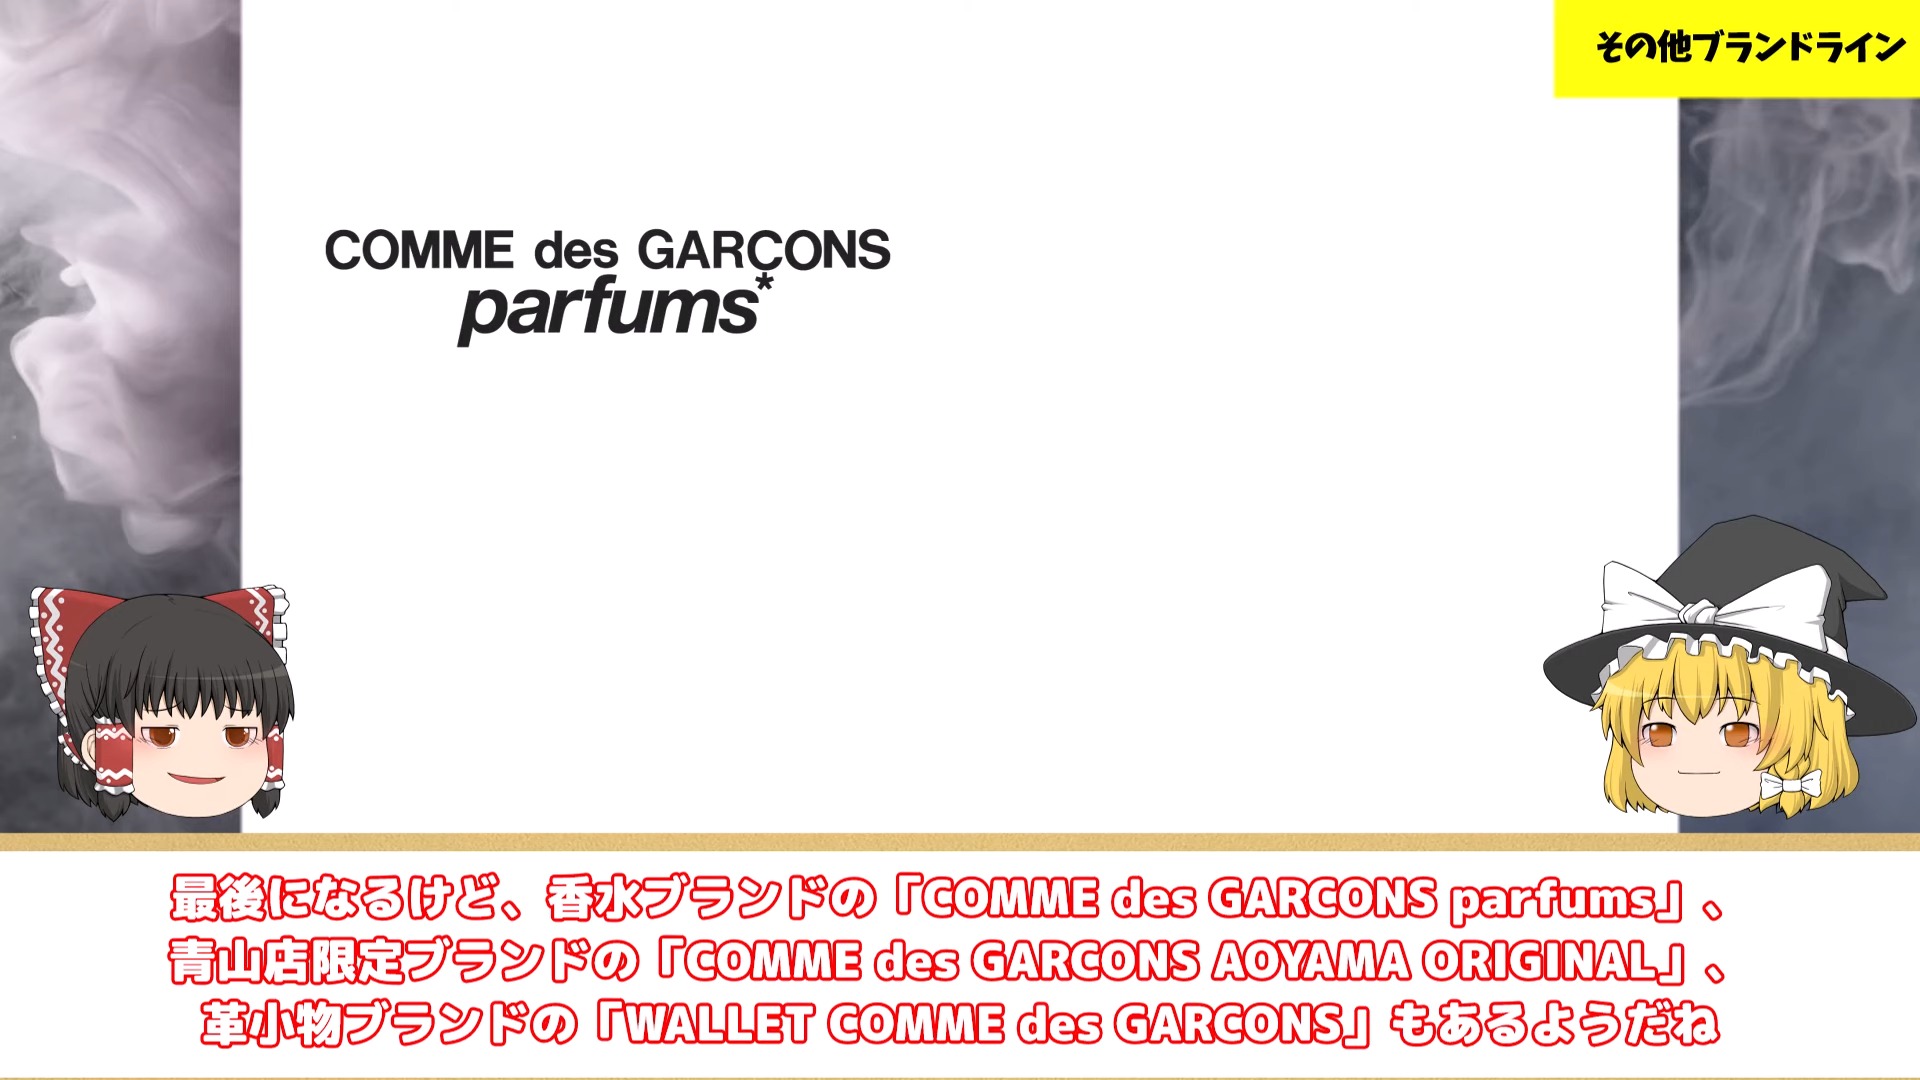 その他ブランドライン
COMME des GARÇONS
parfums*
最後になるけど、香水ブランドの「COMME des GARCONS parfums」、
青山店限定ブランドの「COMME des GARCONS AOYAMA ORIGINAL」、
革小物ブランドの「WALLET COMME des GARCONS」もあるようだね